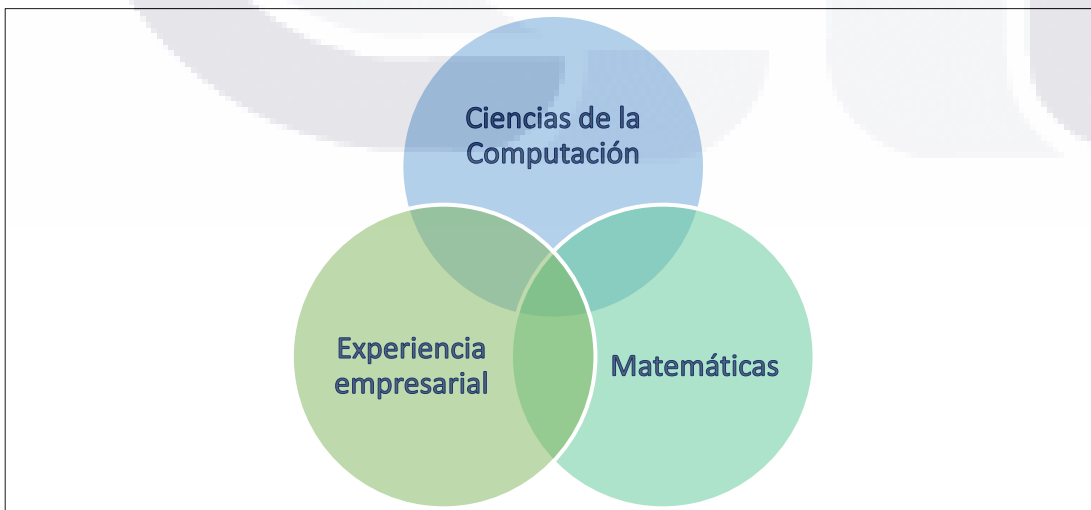 Ciencias de la
Computación
Experiencia
empresarial
Matemáticas